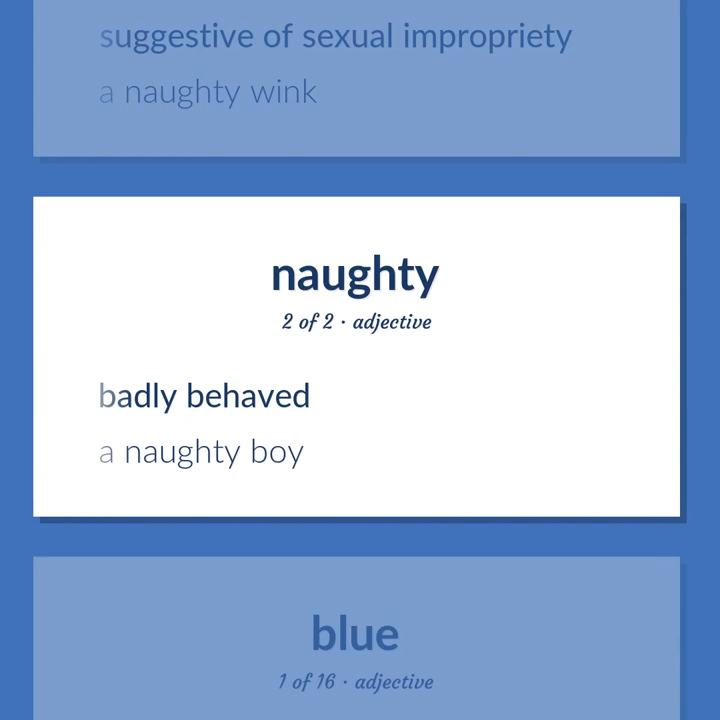 suggestive of sexual impropriety
a naughty wink
naughty
2 of 2 · adjective
badly behaved
a naughty boy
blue
1 of 16 · adjective